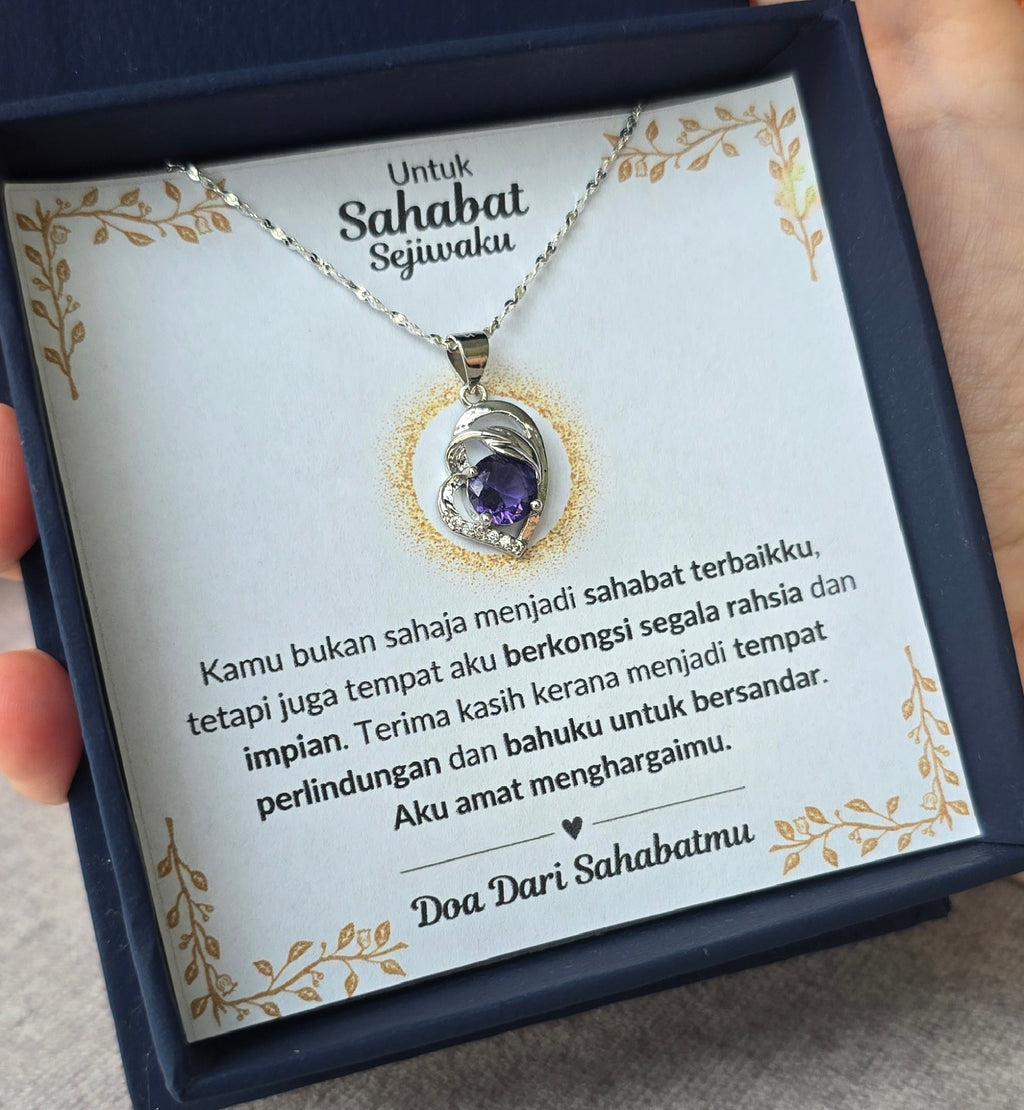 Untuk
Sahabat
Sejiwaku
Kamu bukan sahaja menjadi sahabat terbaikku,
tetapi juga tempat aku berkongsi segala rahsia dan
impian. Terima kasih kerana menjadi tempat
perlindungan dan bahuku untuk bersandar.
Aku amat menghargaimu.
Doa Dari Sahabatmu